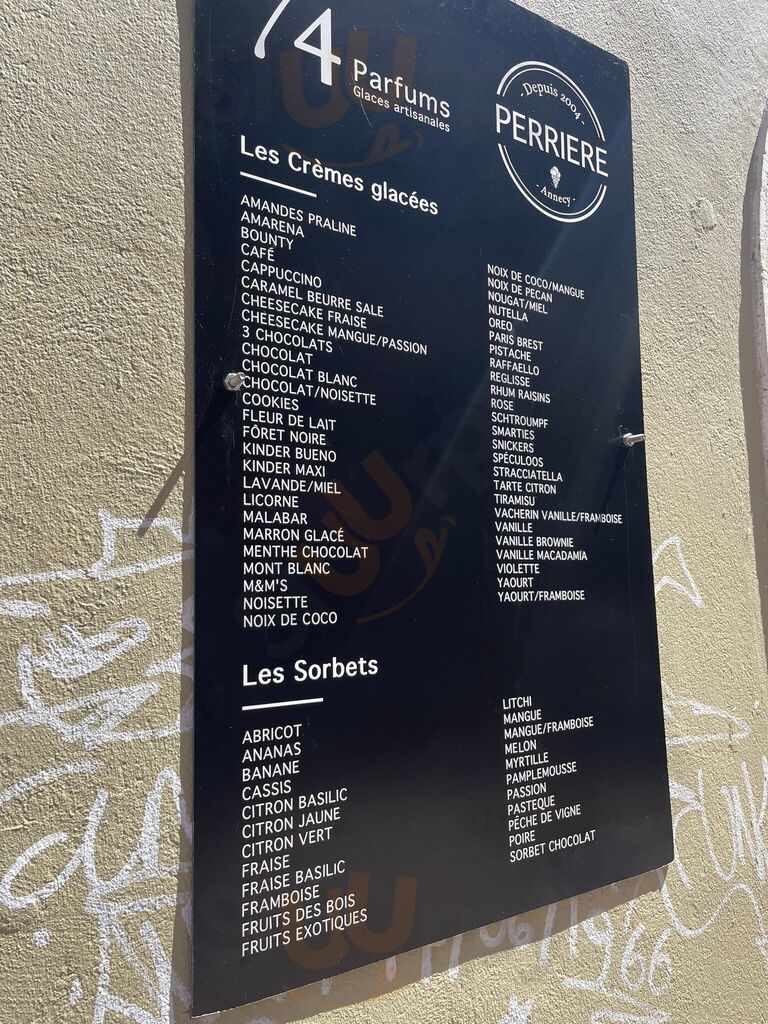 74 Parfums
Glaces artisanales
- Depuis 2004 -
PERRIERE
- Annecy -
Les Crèmes glacées
AMANDES PRALINE
AMARENA
BOUNTY
CAFÉ
CAPPUCCINO
CARAMEL BEURRE SALE
CHEESECAKE FRAISE
CHEESECAKE MANGUE/PASSION
3 CHOCOLATS
CHOCOLAT
CHOCOLAT BLANC
CHOCOLAT/NOISETTE
COOKIES
FLEUR DE LAIT
FÔRET NOIRE
KINDER BUENO
KINDER MAXI
LAVANDE/MIEL
LICORNE
MALABAR
MARRON GLACÉ
MENTHE CHOCOLAT
MONT BLANC
M&M'S
NOISETTE
NOIX DE COCO
NOIX DE COCO/MANGUE
NOIX DE PECAN
NOUGAT/MIEL
NUTELLA
OREO
PARIS BREST
PISTACHE
RAFFAELLO
REGLISSE
RHUM RAISINS
ROSE
SCHTROUMPF
SMARTIES
SNICKERS
SPÉCULOOS
STRACCIATELLA
TARTE CITRON
TIRAMISU
VACHERIN VANILLE/FRAMBOISE
VANILLE
VANILLE BROWNIE
VANILLE MACADAMIA
VIOLETTE
YAOURT
YAOURT/FRAMBOISE
Les Sorbets
ABRICOT
ANANAS
BANANE
CASSIS
CITRON BASILIC
CITRON JAUNE
CITRON VERT
FRAISE
FRAISE BASILIC
FRAMBOISE
FRUITS DES BOIS
FRUITS EXOTIQUES
LITCHI
MANGUE
MANGUE/FRAMBOISE
MELON
MYRTILLE
PAMPLEMOUSSE
PASSION
PASTEQUE
PÊCHE DE VIGNE
POIRE
SORBET CHOCOLAT